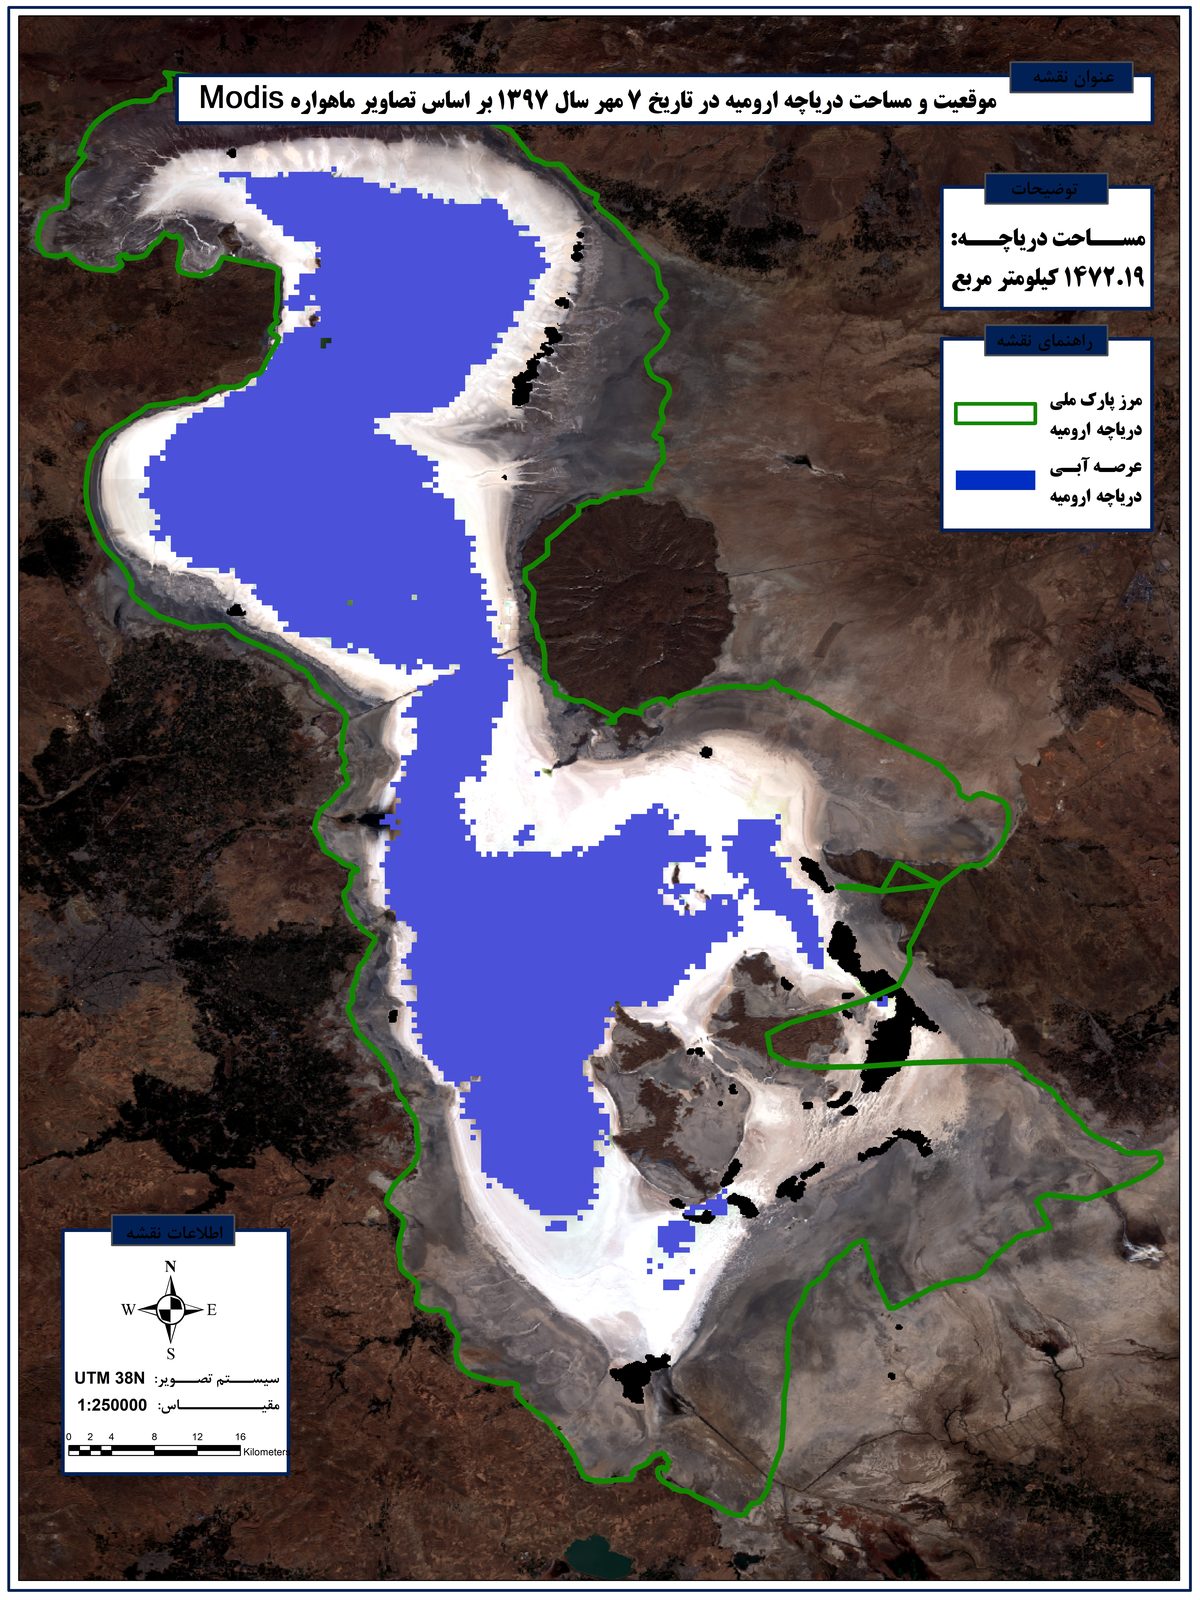 عنوان نقشه
موقعیت و مساحت دریاچه ارومیه در تاریخ ۷ مهر سال ۱۳۹۷ بر اساس تصاویر ماهواره Modis
توضیحات
مساحت دریاچه:
۱۴۷۲.۱۹ کیلومتر مربع
راهنمای نقشه
مرز پارک ملی
دریاچه ارومیه
عرصه آبی
دریاچه ارومیه
اطلاعات نقشه
N
W E
S
سیستم تصویر: UTM 38N
مقیاس: 1:250000
0 2 4 8 12 16
Kilometers